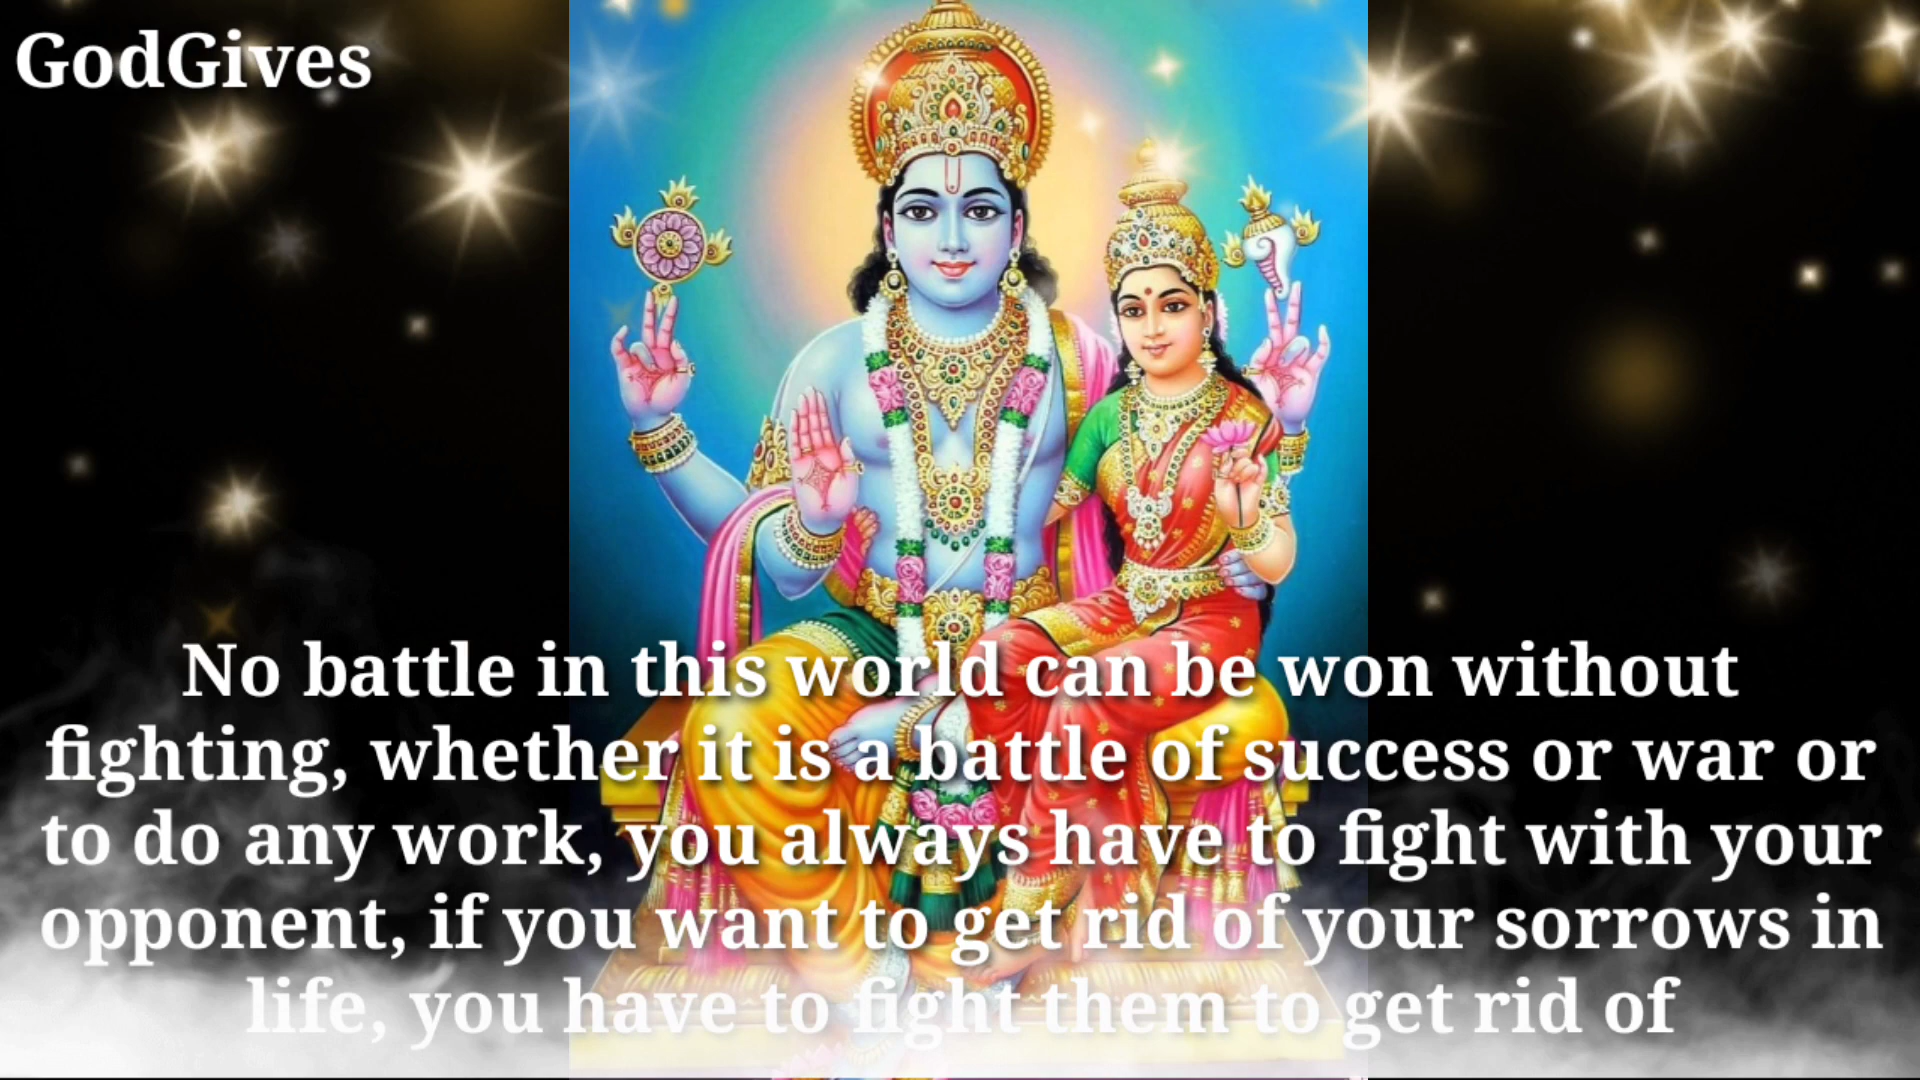 GodGives
No battle in this world can be won without
fighting, whether it is a battle of success or war or
to do any work, you always have to fight with your
opponent, if you want to get rid of your sorrows in
life, you have to fight them to get rid of